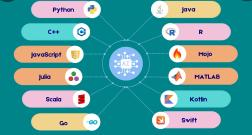 Python
C++
JavaScript
Julia
Scala
Go
Java
R
Mojo
MATLAB
Kotlin
Swift